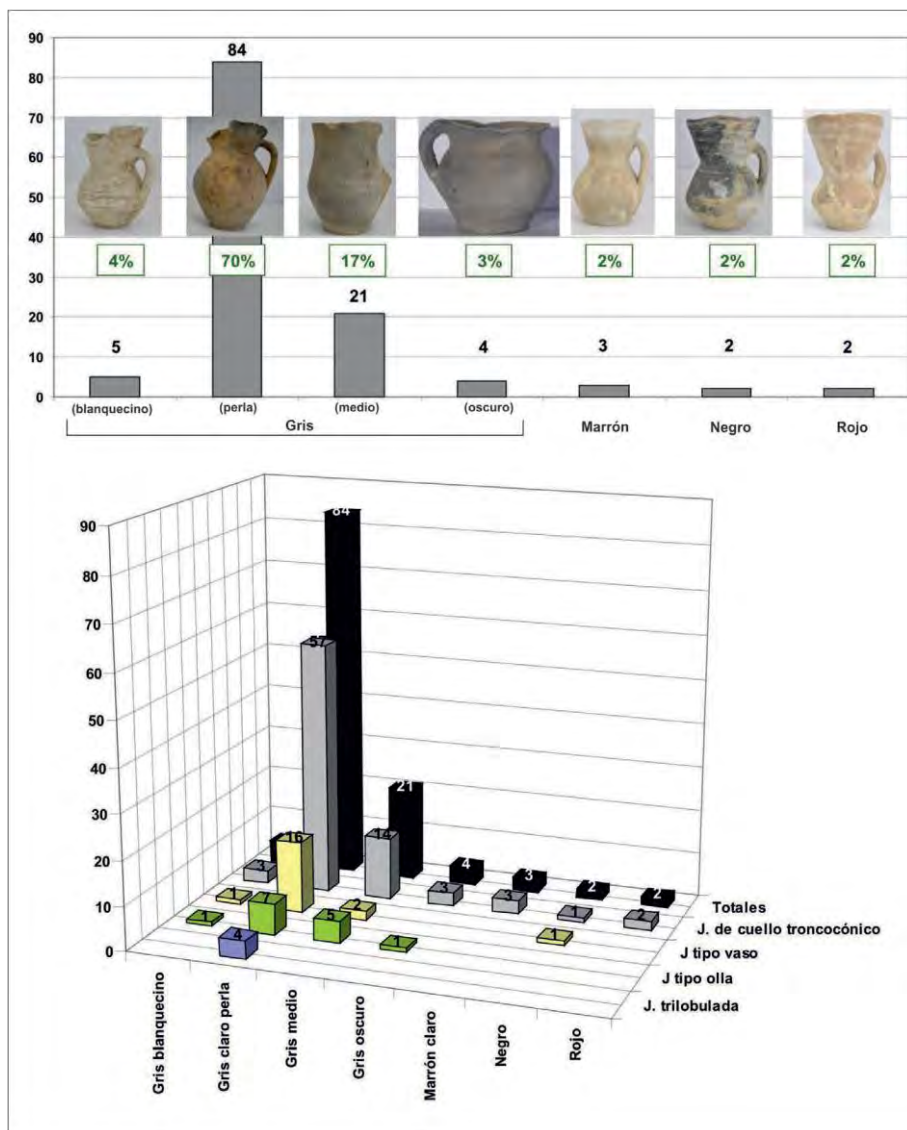 90
84
80
70
60
50
40
4% 70% 17% 3% 2% 2% 2%
30
21
20
10
5 4 3 2 2
0
(blanquecino) (perla) (medio) (oscuro)
Gris Marrón Negro Rojo
90
84
80
70
60
57
50
40
30
21
20
16 14
10
3 4 3 2 2
1 7 2 3 3 1 2
1 5 1 1
4
0
Totales
J. de cuello troncocónico
J tipo vaso
J tipo olla
J. trilobulada
Gris blanquecino
Gris claro perla
Gris medio
Gris oscuro
Marrón claro
Negro
Rojo